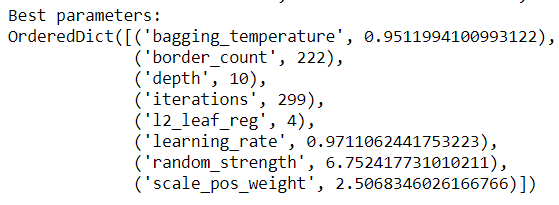 Best parameters:
OrderedDict([('bagging_temperature', 0.9511994100993122),
('border_count', 222),
('depth', 10),
('iterations', 299),
('l2_leaf_reg', 4),
('learning_rate', 0.9711062441753223),
('random_strength', 6.752417731010211),
('scale_pos_weight', 2.5068346026166766)])